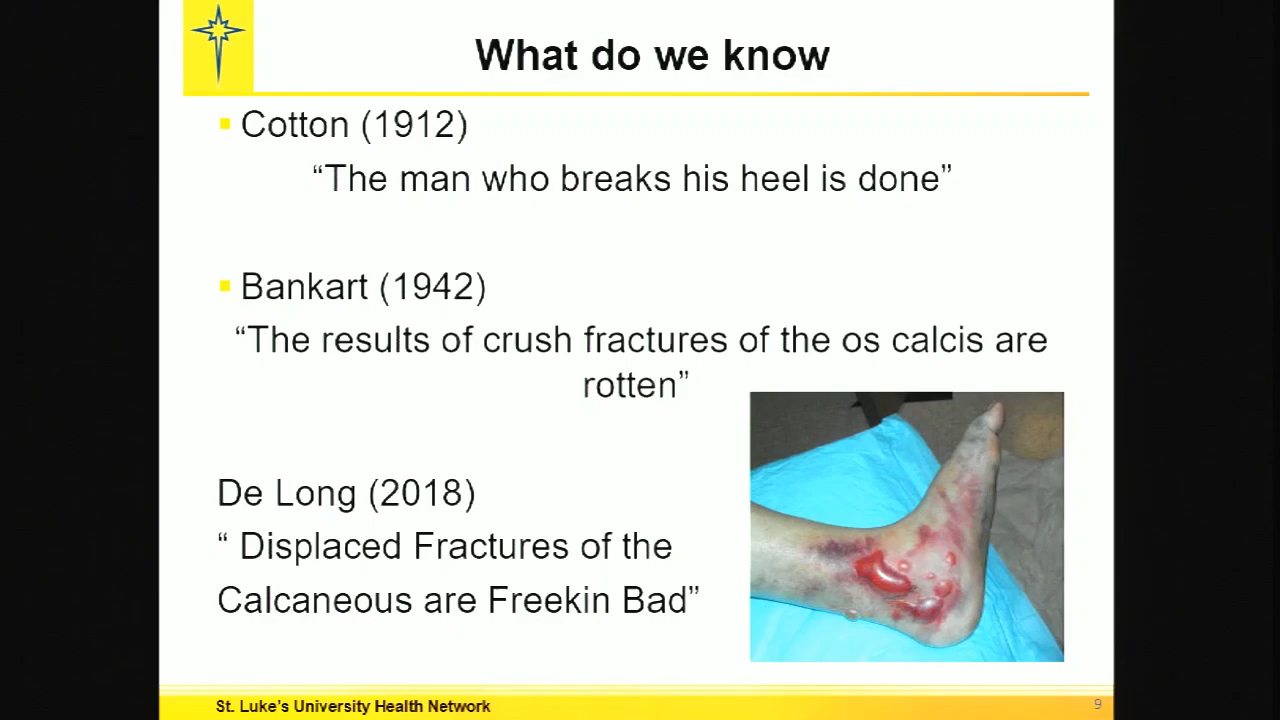 What do we know
Cotton (1912)
“The man who breaks his heel is done”
Bankart (1942)
“The results of crush fractures of the os calcis are
rotten”
De Long (2018)
“ Displaced Fractures of the
Calcaneous are Freekin Bad”
St. Luke’s University Health Network
9